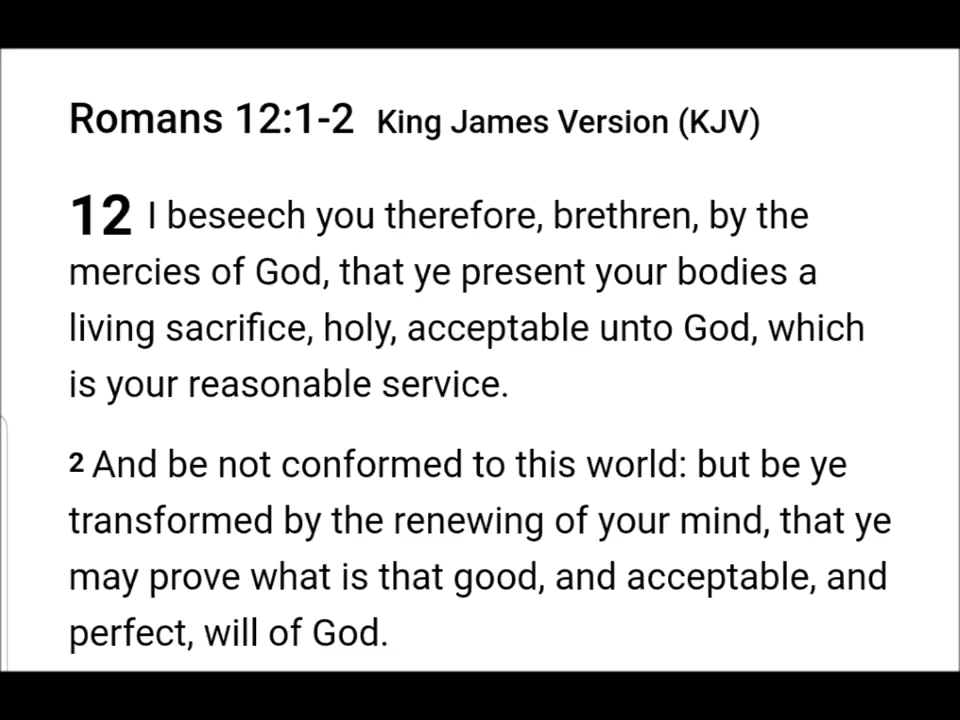 Romans 12:1-2 King James Version (KJV)
12 I beseech you therefore, brethren, by the
mercies of God, that ye present your bodies a
living sacrifice, holy, acceptable unto God, which
is your reasonable service.
2 And be not conformed to this world: but be ye
transformed by the renewing of your mind, that ye
may prove what is that good, and acceptable, and
perfect, will of God.